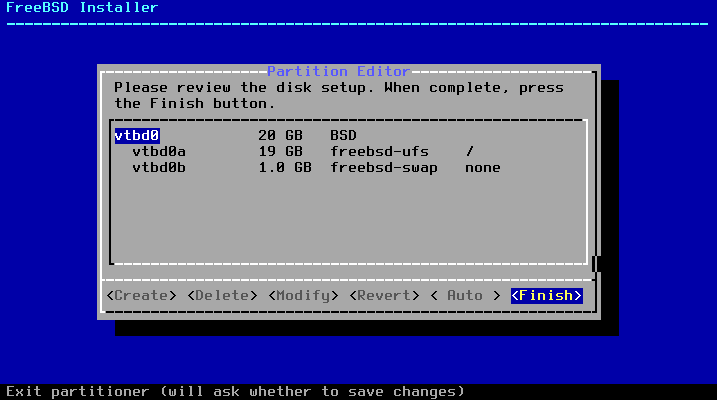 FreeBSD Installer
Partition Editor
Please review the disk setup. When complete, press
the Finish button.
vtbd0 20 GB BSD
vtbd0a 19 GB freebsd-ufs /
vtbd0b 1.0 GB freebsd-swap none
<Create> <Delete> <Modify> <Revert> < Auto > <Finish>
Exit partitioner (will ask whether to save changes)